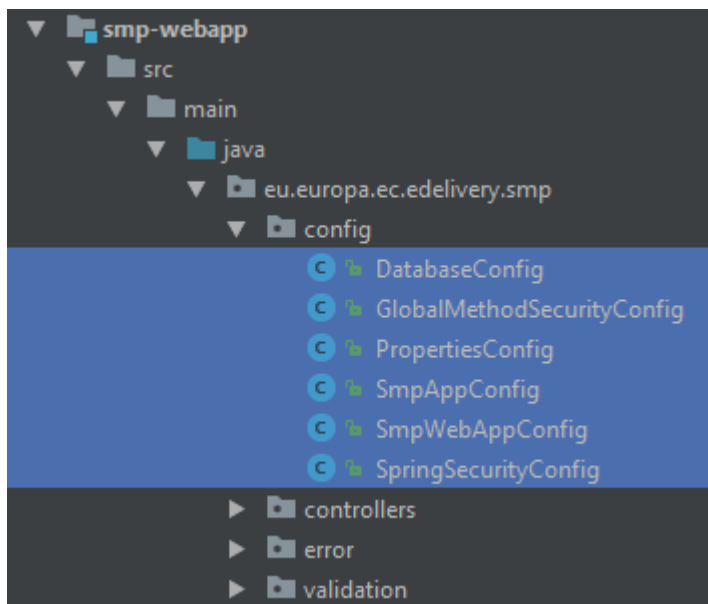 smp-webapp
src
main
java
eu.europa.ec.edelivery.smp
config
C DatabaseConfig
C GlobalMethodSecurityConfig
C PropertiesConfig
C SmpAppConfig
C SmpWebAppConfig
C SpringSecurityConfig
controllers
error
validation